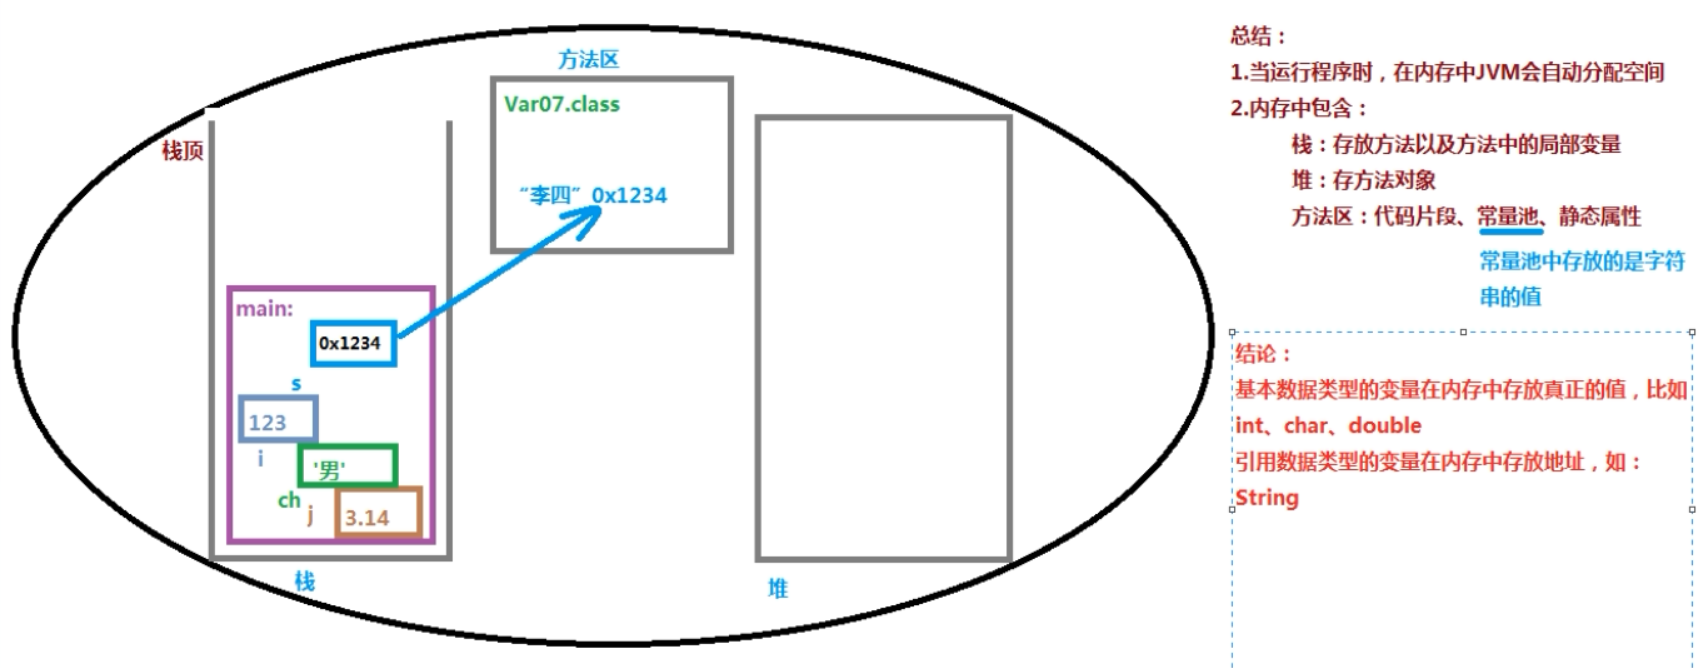 方法区
Var07.class
“李四” 0x1234
栈顶
main:
0x1234
s
123
i
'男'
ch
j
3.14
栈
堆
总结：
1.当运行程序时，在内存中JVM会自动分配空间
2.内存中包含：
栈：存放方法以及方法中的局部变量
堆：存方法对象
方法区：代码片段、常量池、静态属性
常量池中存放的是字符
串的值
结论：
基本数据类型的变量在内存中存放真正的值，比如
int、char、double
引用数据类型的变量在内存中存放地址，如：
String